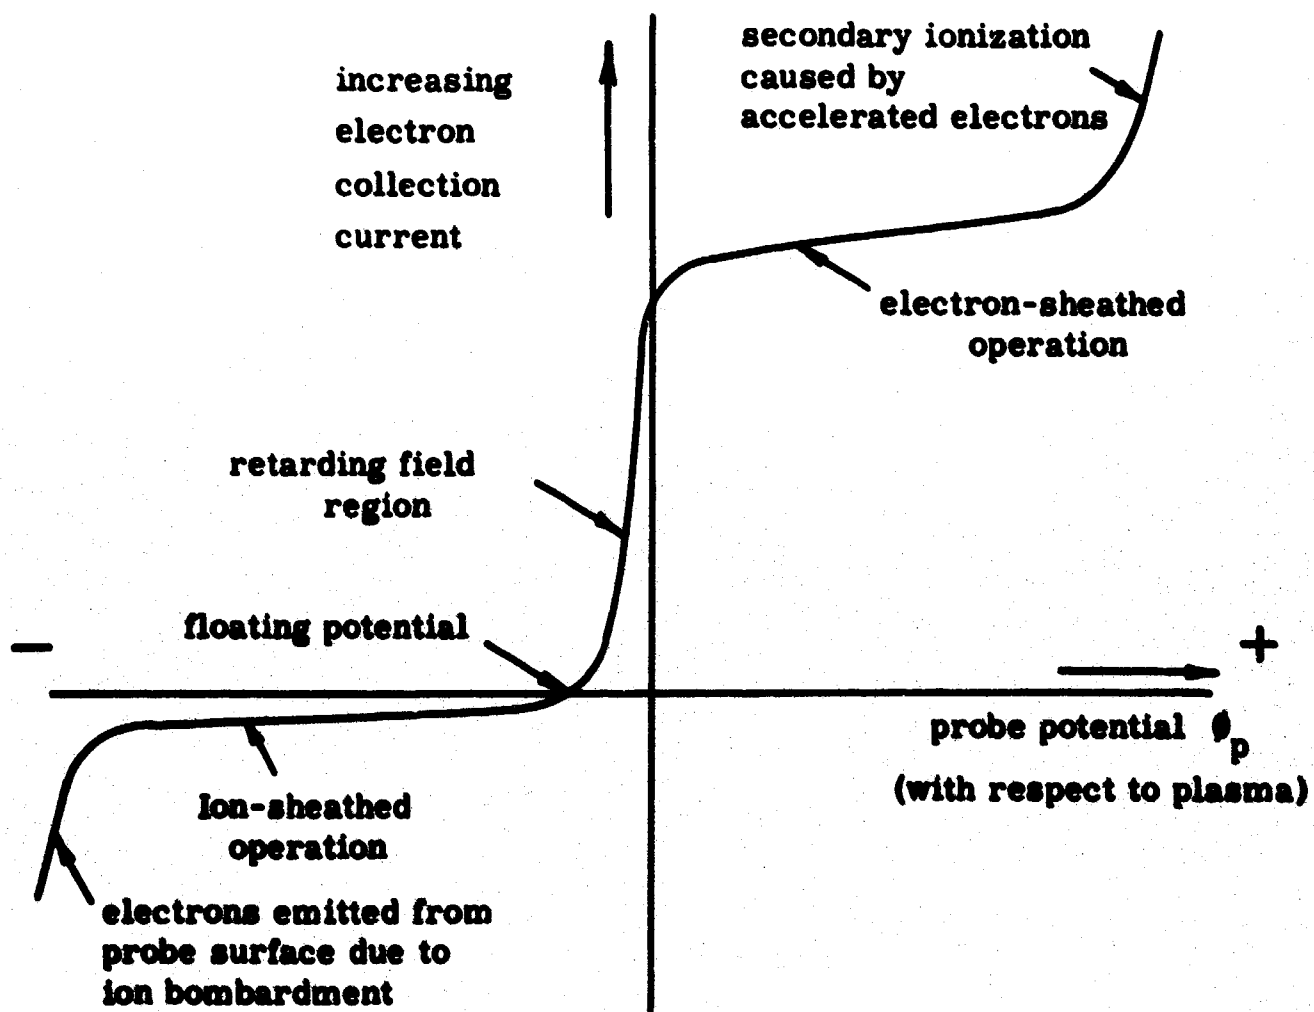 increasing
electron
collection
current
secondary ionization
caused by
accelerated electrons
electron-sheathed
operation
retarding field
region
floating potential
−
+
probe potential ϕp
(with respect to plasma)
Ion-sheathed
operation
electrons emitted from
probe surface due to
ion bombardment